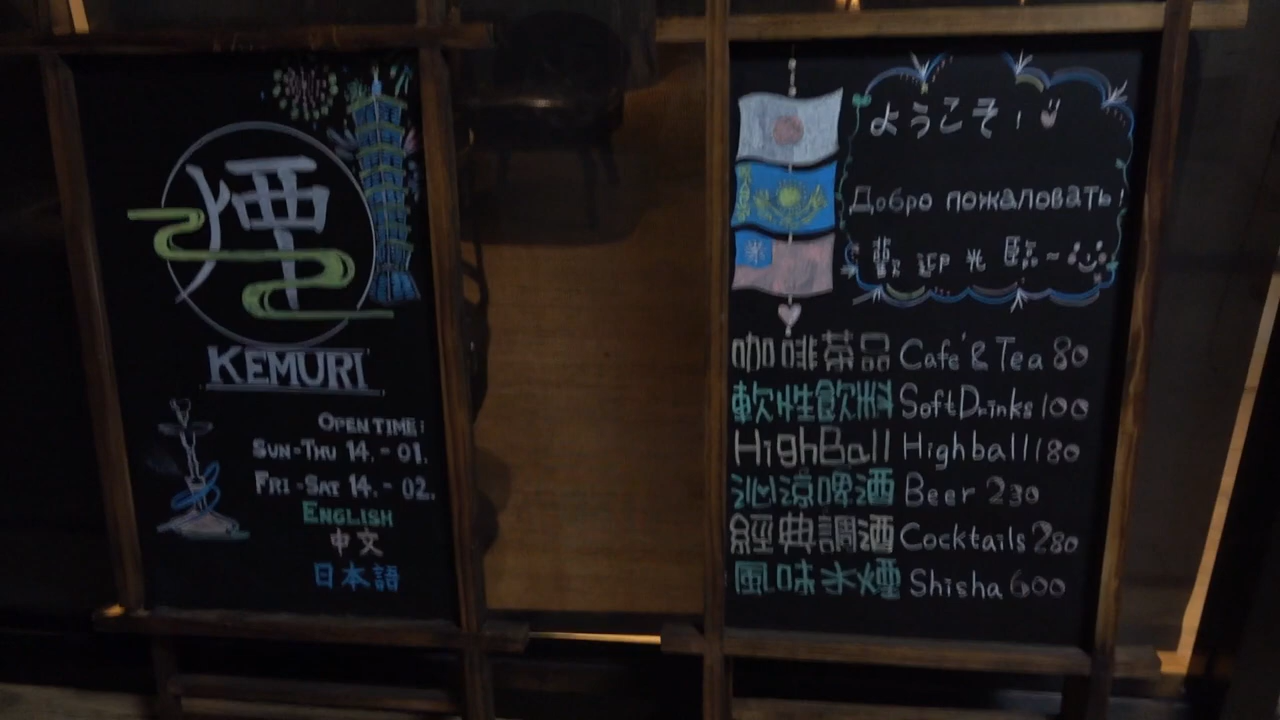 煙
KEMURI
OPEN TIME:
SUN-THU 14.-01.
FRI-SAT 14.-02.
ENGLISH
中文
日本語
ようこそ!
Добро пожаловать!
歡迎光臨~
咖啡茶品 Cafe'& Tea 80
軟性飲料 Soft Drinks 100
HighBall Highball 180
沁涼啤酒 Beer 230
經典調酒 Cocktails 280
風味水煙 Shisha 600